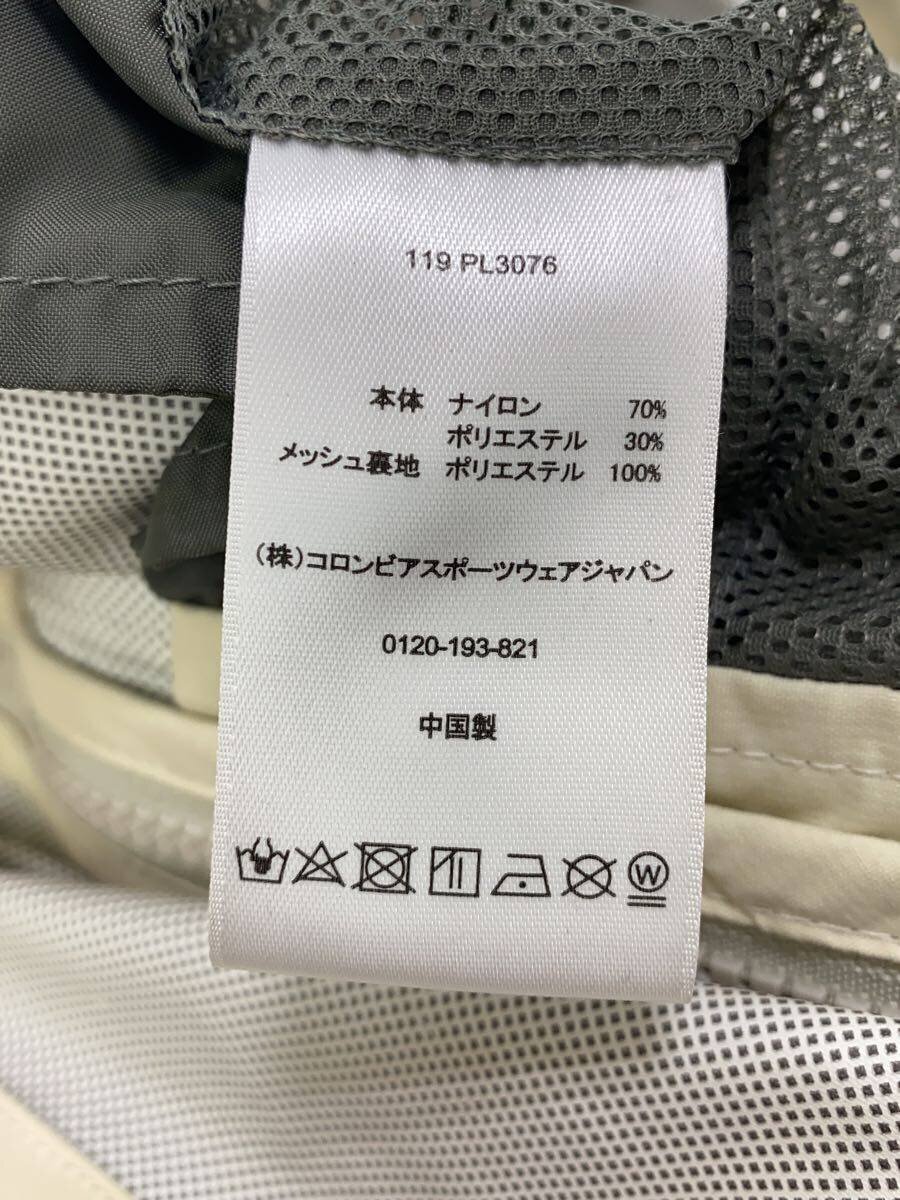 119 PL3076
本体 ナイロン 70%
ポリエステル 30%
メッシュ裏地 ポリエステル 100%
(株)コロンビアスポーツウェアジャパン
0120-193-821
中国製
W